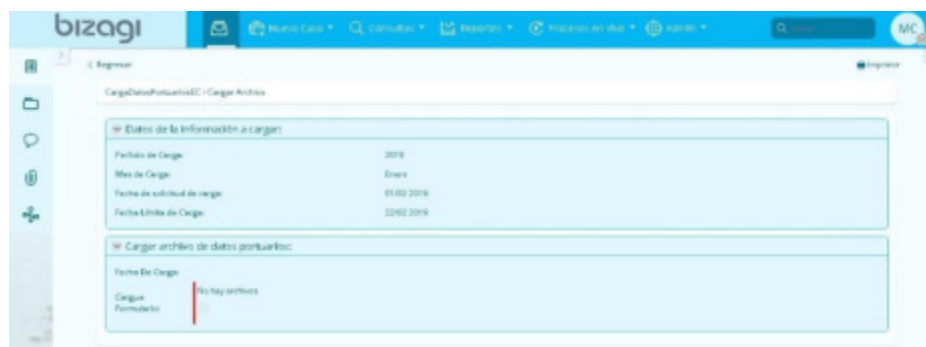 bizagi
Nuevo Caso
Consultas
Reportes
Procesos en Vivo
Admin
MC
Regresar
Imprimir
CargaDatosPortuariosEC › Cargar Archivo
Datos de la información a cargar:
Período de Carga: 2019
Mes de Carga: Enero
Fecha de solicitud de carga: 01/02 2019
Fecha Límite de Carga: 22/02 2019
Cargar archivo de datos portuarios:
Fecha De Carga:
No hay archivos
Cargue
Formulario: